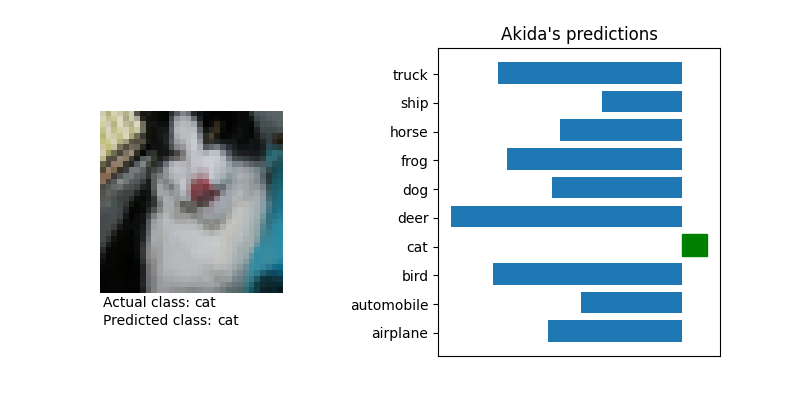 Akida's predictions
truck
ship
horse
frog
dog
deer
cat
bird
automobile
airplane
Actual class: cat
Predicted class: cat